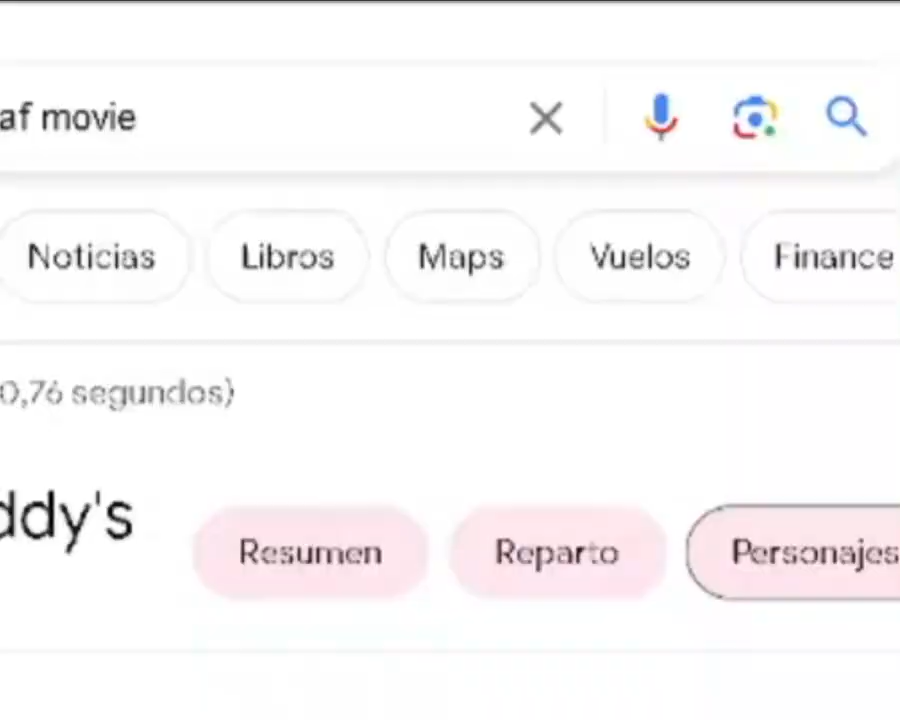 af movie
Noticias Libros Maps Vuelos Finance
0,76 segundos)
ddy's
Resumen Reparto Personajes